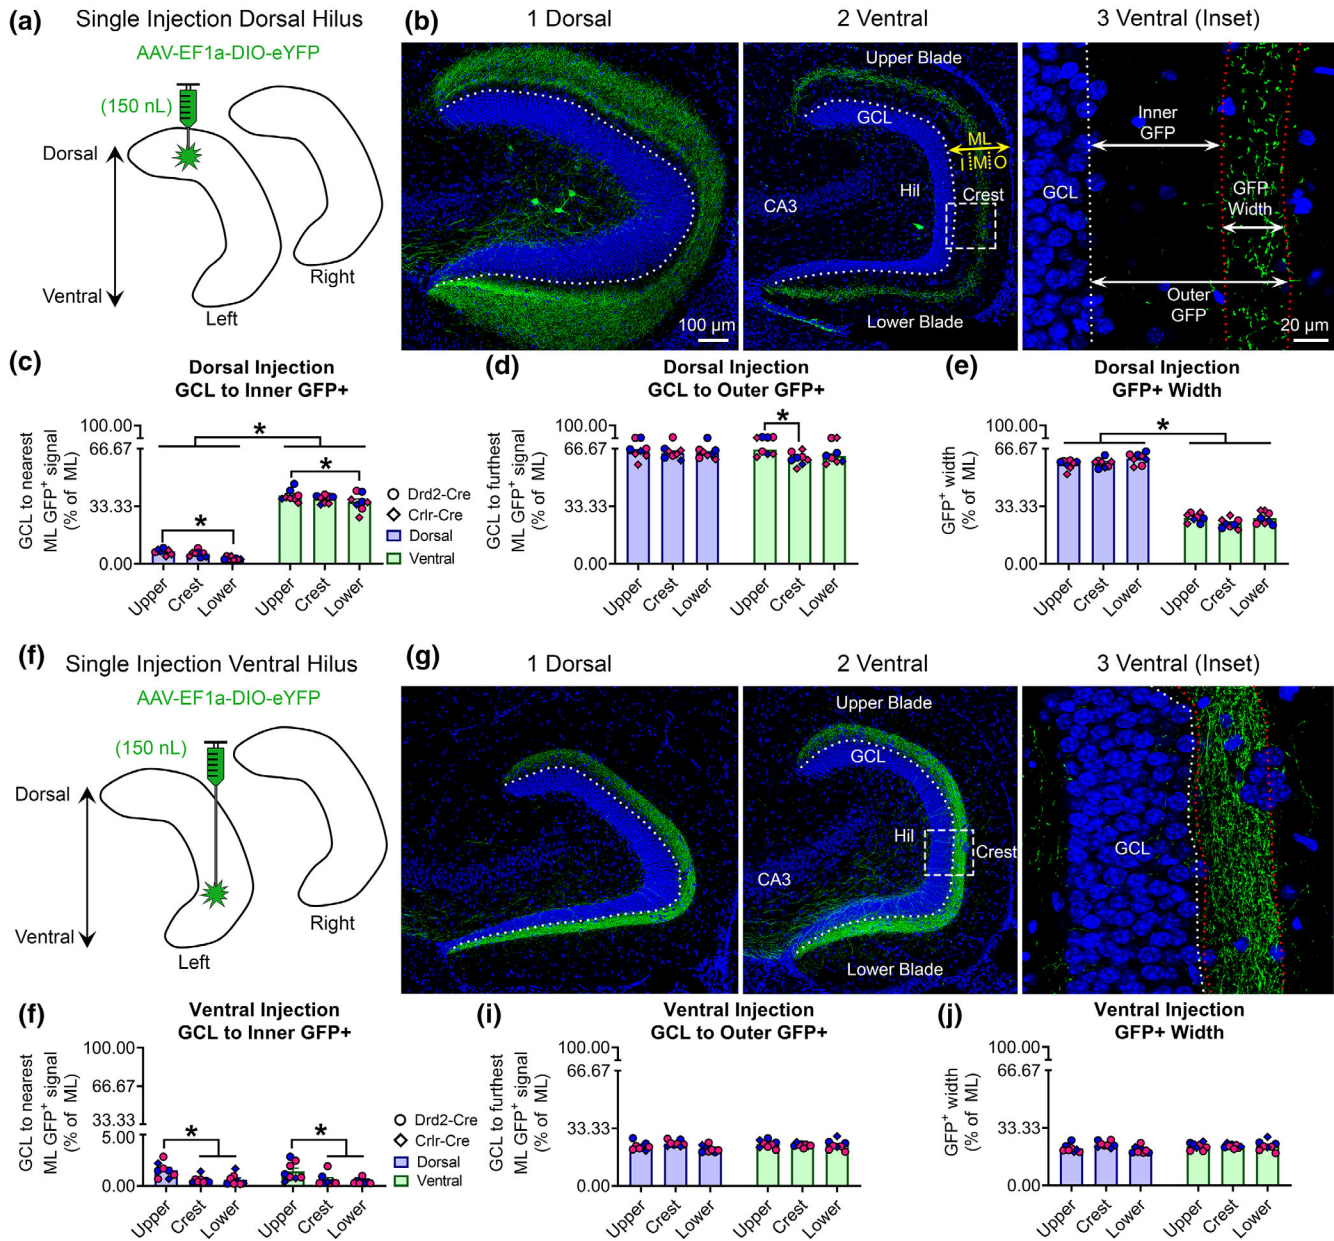 (a) Single Injection Dorsal Hilus
AAV-EF1a-DIO-eYFP
(150 nL)
Dorsal
Ventral
Left
Right
(b) 1 Dorsal
2 Ventral
3 Ventral (Inset)
100 µm
Upper Blade
GCL
ML
I M O
Hil
Crest
CA3
Lower Blade
Inner
GFP
GCL
GFP
Width
Outer
GFP
20 µm
(c) Dorsal Injection
GCL to Inner GFP+
GCL to nearest
ML GFP+ signal
(% of ML)
100.00
66.67
33.33
0.00
*
*
*
Upper
Crest
Lower
Upper
Crest
Lower
Drd2-Cre
Crlr-Cre
Dorsal
Ventral
(d) Dorsal Injection
GCL to Outer GFP+
GCL to furthest
ML GFP+ signal
(% of ML)
100.00
66.67
33.33
0.00
*
Upper
Crest
Lower
Upper
Crest
Lower
(e) Dorsal Injection
GFP+ Width
GFP+ width
(% of ML)
100.00
66.67
33.33
0.00
*
Upper
Crest
Lower
Upper
Crest
Lower
(f) Single Injection Ventral Hilus
AAV-EF1a-DIO-eYFP
(150 nL)
Dorsal
Ventral
Left
Right
(g) 1 Dorsal
2 Ventral
3 Ventral (Inset)
Upper Blade
GCL
Hil
Crest
CA3
Lower Blade
GCL
(f) Ventral Injection
GCL to Inner GFP+
GCL to nearest
ML GFP+ signal
(% of ML)
100.00
66.67
33.33
5.00
0.00
*
*
Upper
Crest
Lower
Upper
Crest
Lower
Drd2-Cre
Crlr-Cre
Dorsal
Ventral
(i) Ventral Injection
GCL to Outer GFP+
GCL to furthest
ML GFP+ signal
(% of ML)
100.00
66.67
33.33
0.00
Upper
Crest
Lower
Upper
Crest
Lower
(j) Ventral Injection
GFP+ Width
GFP+ width
(% of ML)
100.00
66.67
33.33
0.00
Upper
Crest
Lower
Upper
Crest
Lower